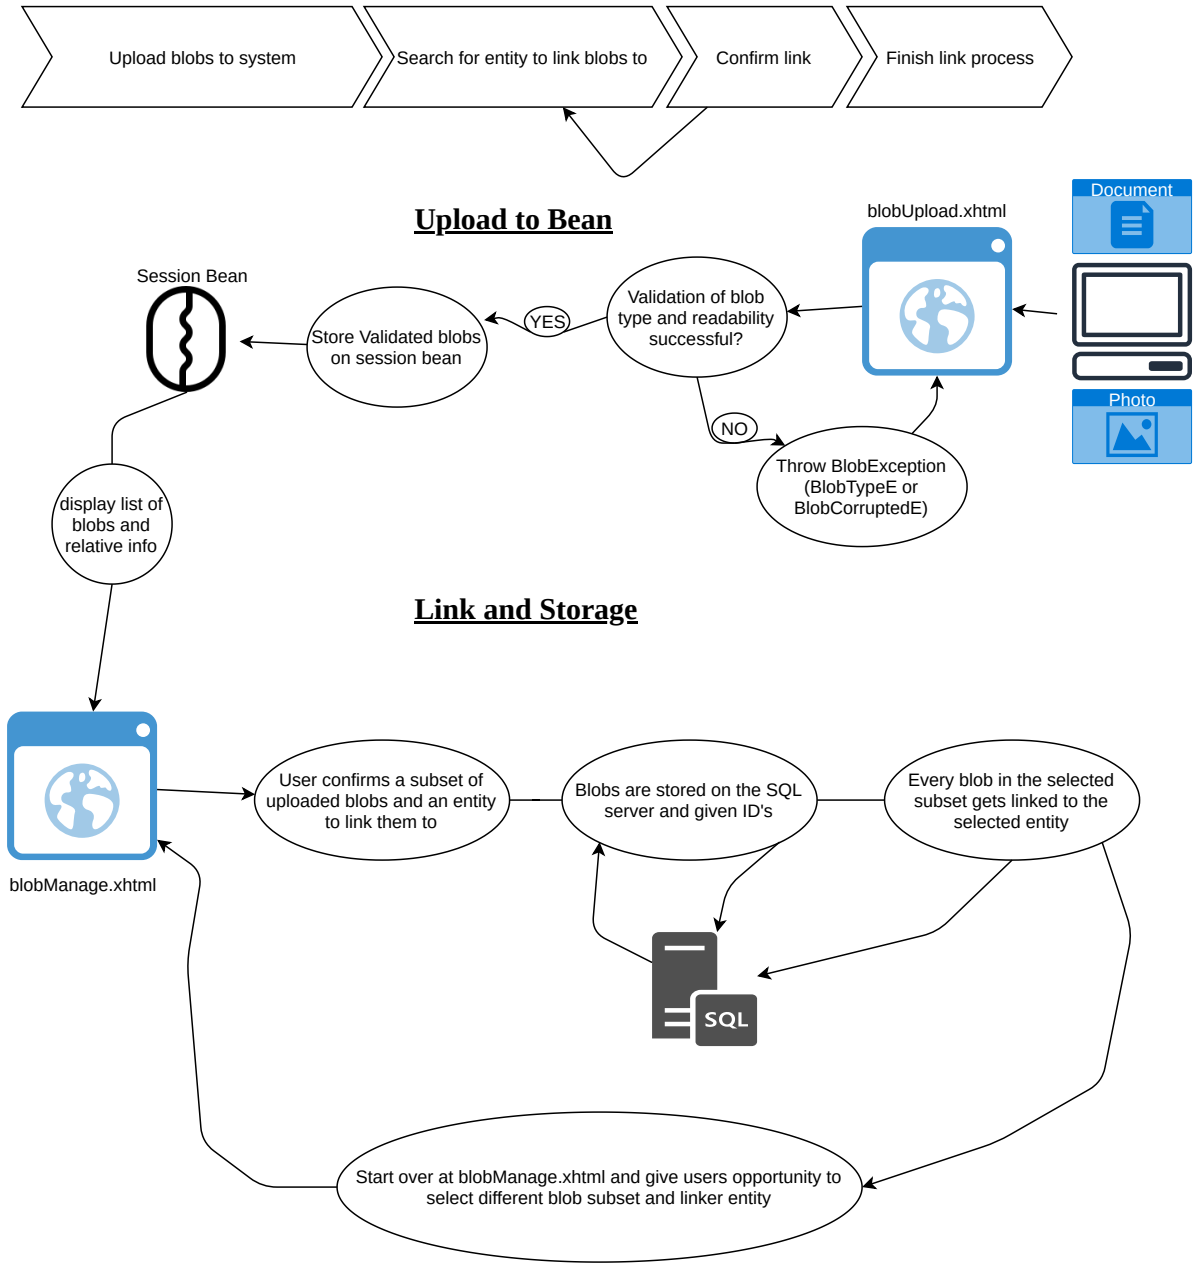 Upload blobs to system
Search for entity to link blobs to
Confirm link
Finish link process
Upload to Bean
blobUpload.xhtml
Document
Photo
Session Bean
Store Validated blobs
on session bean
YES
Validation of blob
type and readability
successful?
NO
Throw BlobException
(BlobTypeE or
BlobCorruptedE)
display list of
blobs and
relative info
Link and Storage
blobManage.xhtml
User confirms a subset of
uploaded blobs and an entity
to link them to
Blobs are stored on the SQL
server and given ID's
Every blob in the selected
subset gets linked to the
selected entity
SQL
Start over at blobManage.xhtml and give users opportunity to
select different blob subset and linker entity